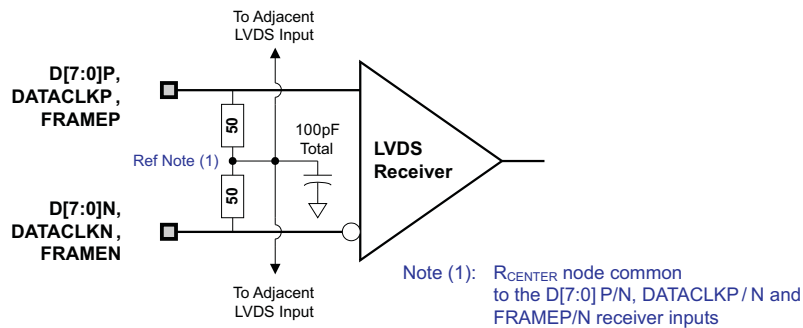 To Adjacent
LVDS Input
D[7:0]P,
DATACLKP,
FRAMEP
50
100pF
Total
LVDS
Receiver
Ref Note (1)
50
D[7:0]N,
DATACLKN,
FRAMEN
To Adjacent
LVDS Input
Note (1): RCENTER node common
to the D[7:0] P/N, DATACLKP / N and
FRAMEP/N receiver inputs